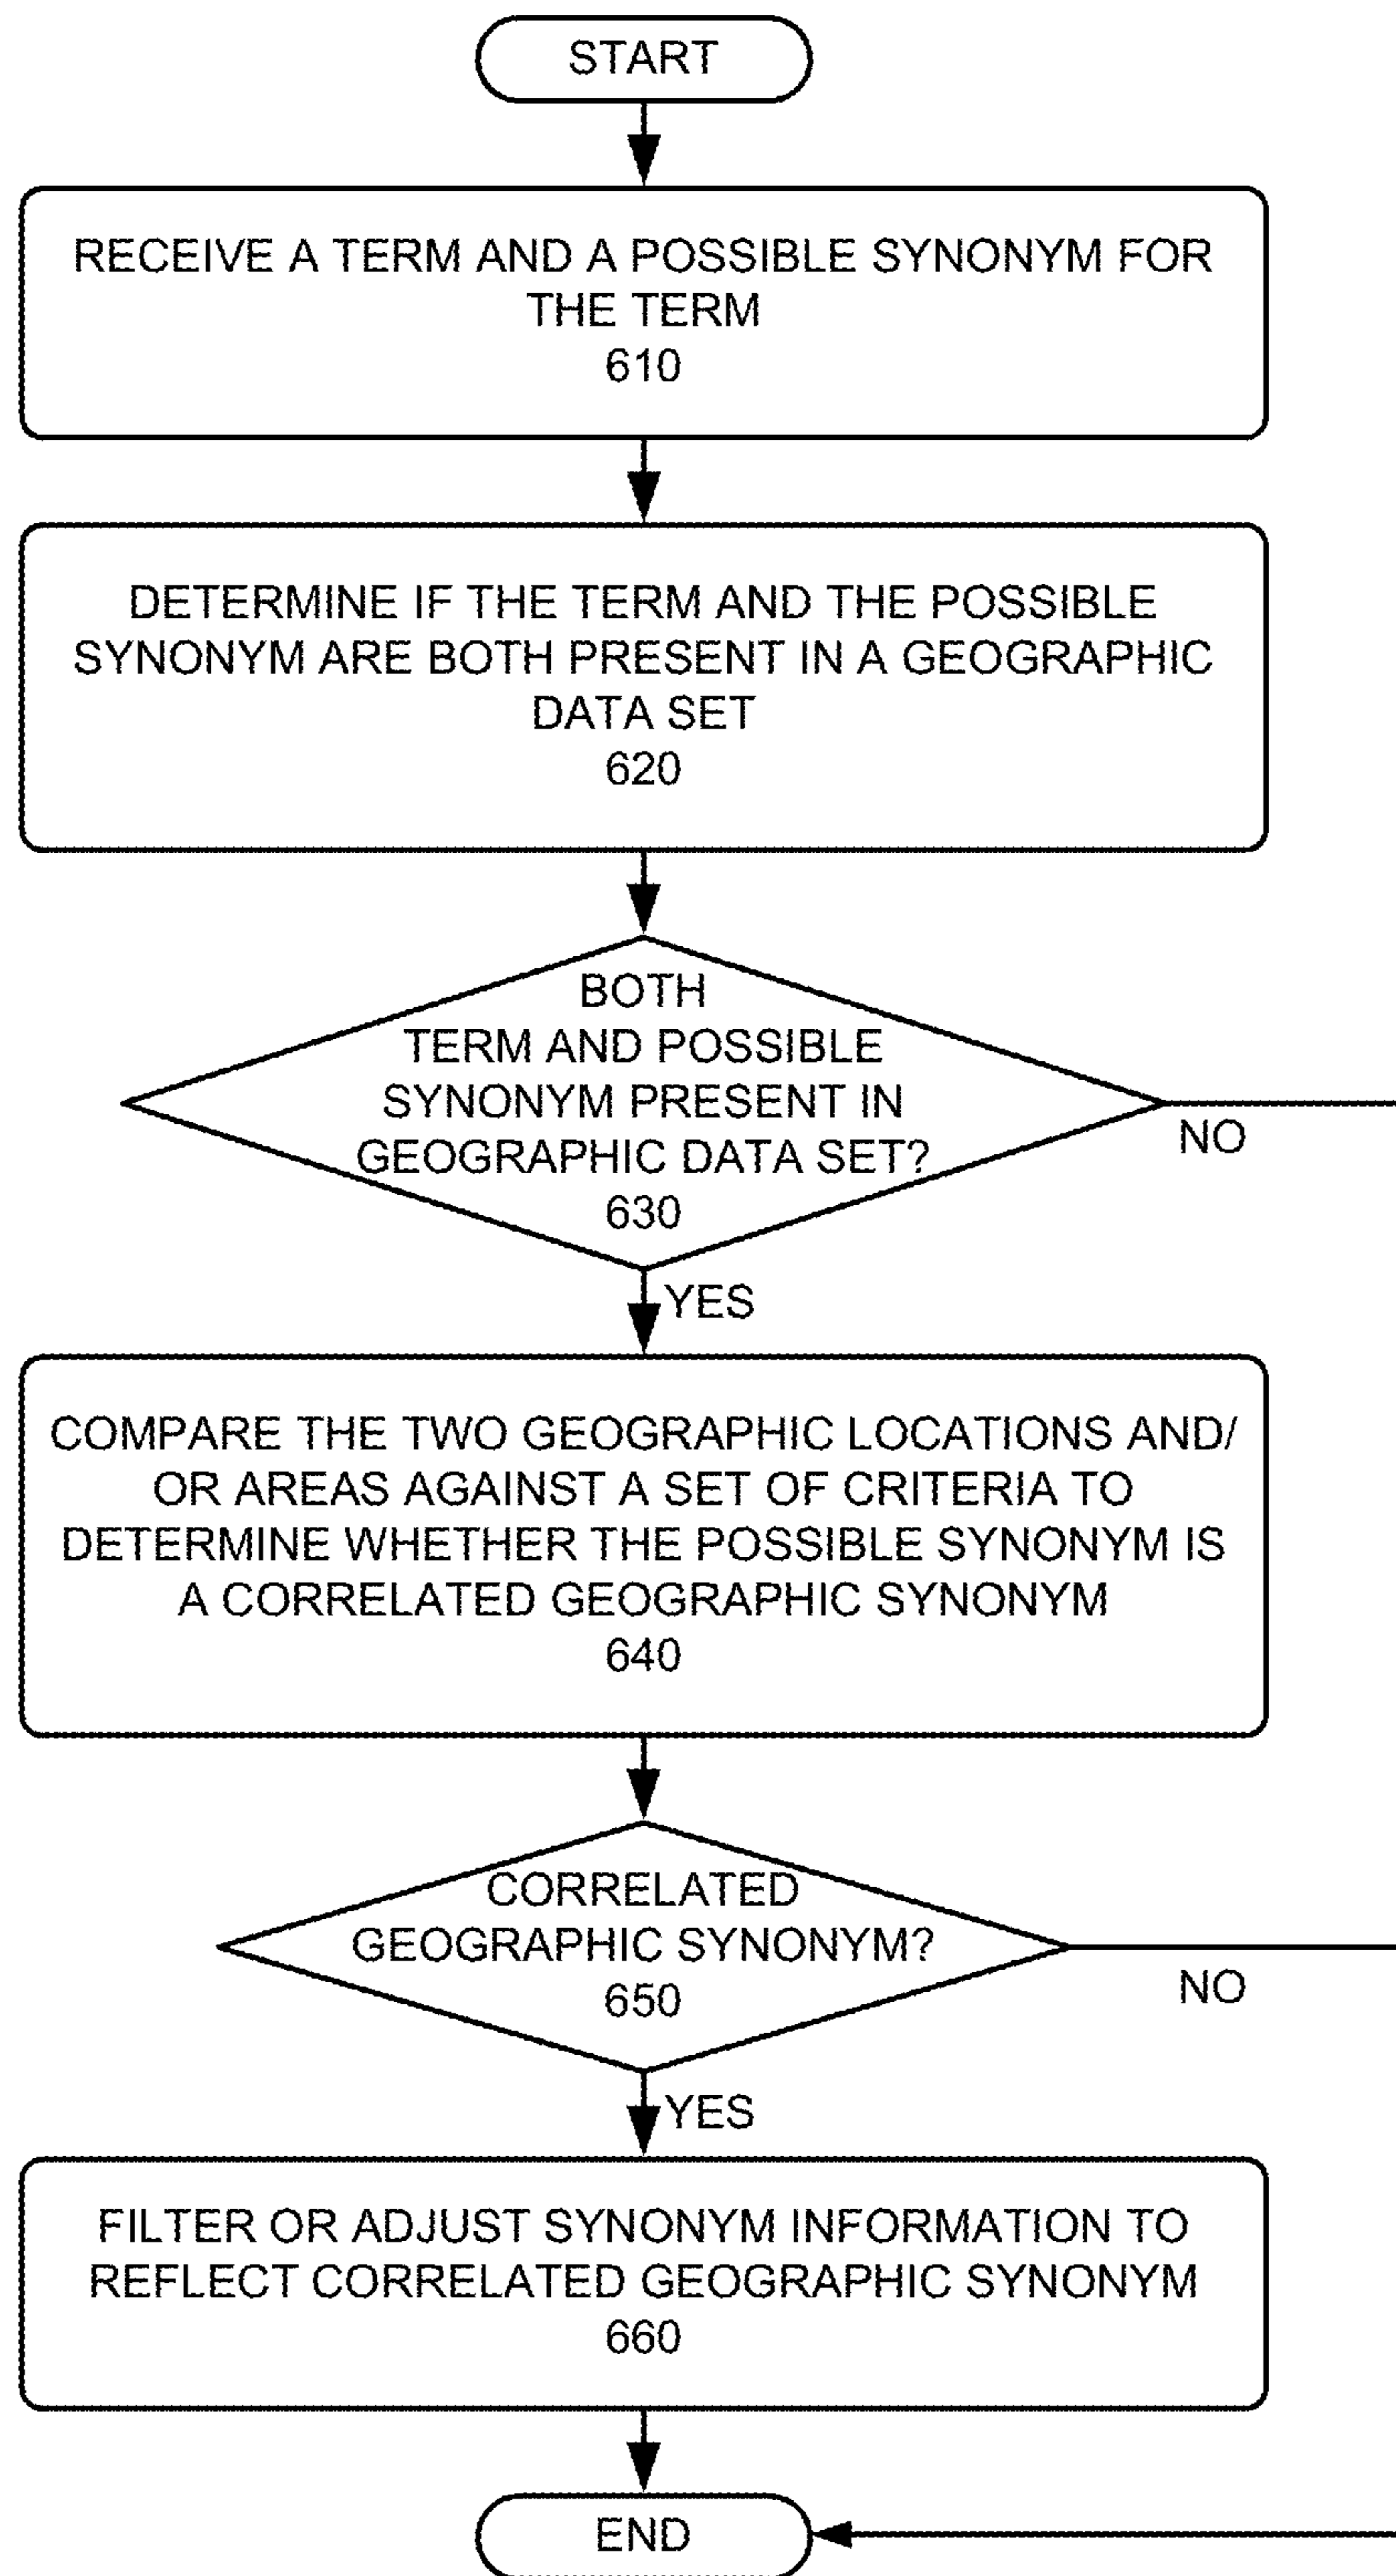 START
RECEIVE A TERM AND A POSSIBLE SYNONYM FOR
THE TERM
610
DETERMINE IF THE TERM AND THE POSSIBLE
SYNONYM ARE BOTH PRESENT IN A GEOGRAPHIC
DATA SET
620
BOTH
TERM AND POSSIBLE
SYNONYM PRESENT IN
GEOGRAPHIC DATA SET?
630
NO
YES
COMPARE THE TWO GEOGRAPHIC LOCATIONS AND/
OR AREAS AGAINST A SET OF CRITERIA TO
DETERMINE WHETHER THE POSSIBLE SYNONYM IS
A CORRELATED GEOGRAPHIC SYNONYM
640
CORRELATED
GEOGRAPHIC SYNONYM?
650
NO
YES
FILTER OR ADJUST SYNONYM INFORMATION TO
REFLECT CORRELATED GEOGRAPHIC SYNONYM
660
END